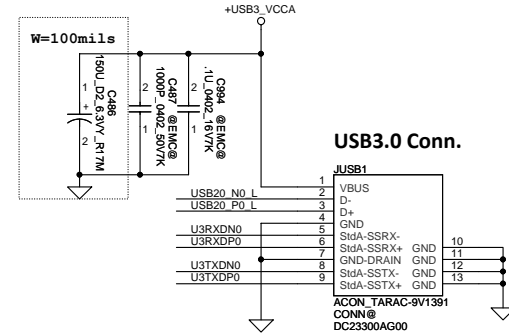 +USB3_VCCA
W=100mils
1
+
2
C486
150U_D2_6.3VY_R17M
2
1
C487 @EMC@
1000P_0402_50V7K
2
1
C994 @EMC@
.1U_0402_16V7K
USB3.0 Conn.
JUSB1
1 VBUS
USB20_N0_L 2 D-
USB20_P0_L 3 D+
4 GND
U3RXDN0 5 StdA-SSRX-
U3RXDP0 6 StdA-SSRX+ GND 10
7 GND-DRAIN GND 11
U3TXDN0 8 StdA-SSTX- GND 12
U3TXDP0 9 StdA-SSTX+ GND 13
ACON_TARAC-9V1391
CONN@
DC23300AG00